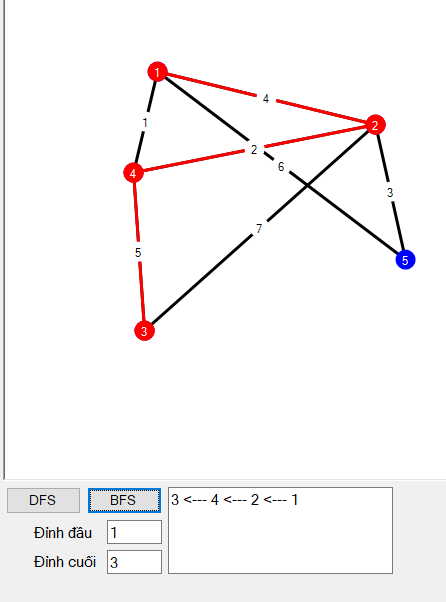 1
4
2
1
2
6
3
4
5
7
5
3
DFS
BFS
3 <--- 4 <--- 2 <--- 1
Đỉnh đầu
1
Đỉnh cuối
3